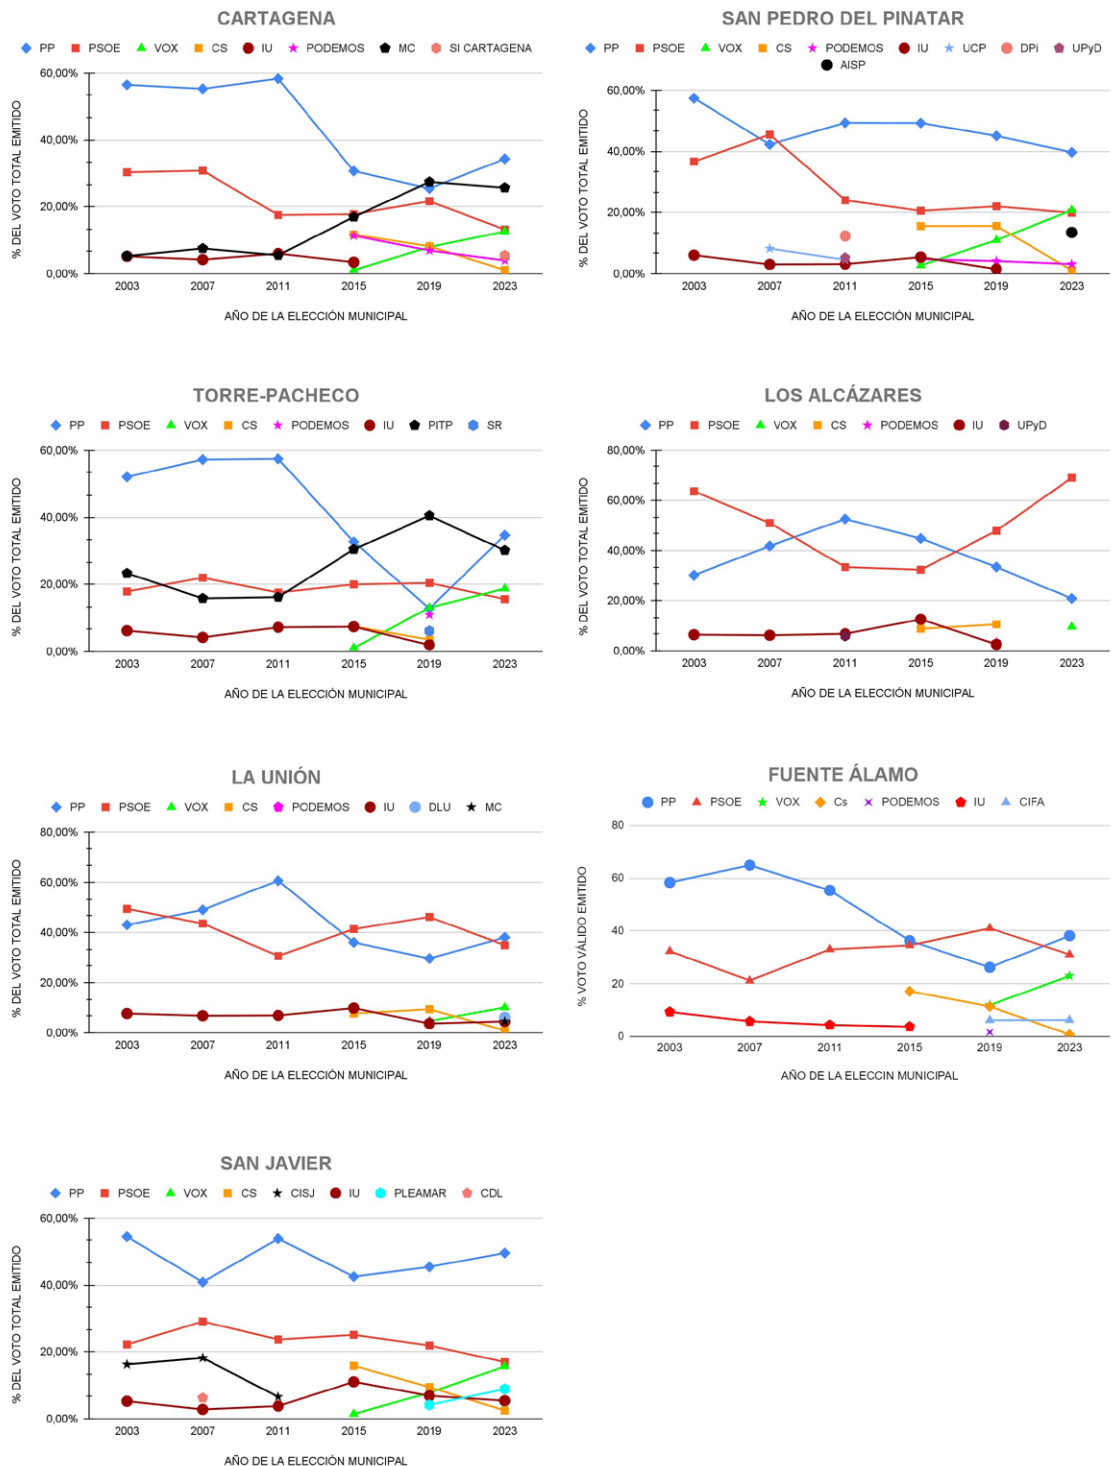 CARTAGENA
PP PSOE VOX CS IU PODEMOS MC SI CARTAGENA
% DEL VOTO TOTAL EMITIDO
60,00%
40,00%
20,00%
0,00%
2003 2007 2011 2015 2019 2023
AÑO DE LA ELECCIÓN MUNICIPAL
SAN PEDRO DEL PINATAR
PP PSOE VOX CS PODEMOS IU UCP DPi UPyD
AISP
% DEL VOTO TOTAL EMITIDO
60,00%
40,00%
20,00%
0,00%
2003 2007 2011 2015 2019 2023
AÑO DE LA ELECCIÓN MUNICIPAL
TORRE-PACHECO
PP PSOE VOX CS PODEMOS IU PITP SR
% DEL VOTO TOTAL EMITIDO
60,00%
40,00%
20,00%
0,00%
2003 2007 2011 2015 2019 2023
AÑO DE LA ELECCIÓN MUNICIPAL
LOS ALCÁZARES
PP PSOE VOX CS PODEMOS IU UPyD
% DEL VOTO TOTAL EMITIDO
80,00%
60,00%
40,00%
20,00%
0,00%
2003 2007 2011 2015 2019 2023
AÑO DE LA ELECCIÓN MUNICIPAL
LA UNIÓN
PP PSOE VOX CS PODEMOS IU DLU MC
% DEL VOTO TOTAL EMITIDO
80,00%
60,00%
40,00%
20,00%
0,00%
2003 2007 2011 2015 2019 2023
AÑO DE LA ELECCIÓN MUNICIPAL
FUENTE ÁLAMO
PP PSOE VOX Cs PODEMOS IU CIFA
% VOTO VÁLIDO EMITIDO
80
60
40
20
0
2003 2007 2011 2015 2019 2023
AÑO DE LA ELECCIN MUNICIPAL
SAN JAVIER
PP PSOE VOX CS CISJ IU PLEAMAR CDL
% DEL VOTO TOTAL EMITIDO
60,00%
40,00%
20,00%
0,00%
2003 2007 2011 2015 2019 2023
AÑO DE LA ELECCIÓN MUNICIPAL